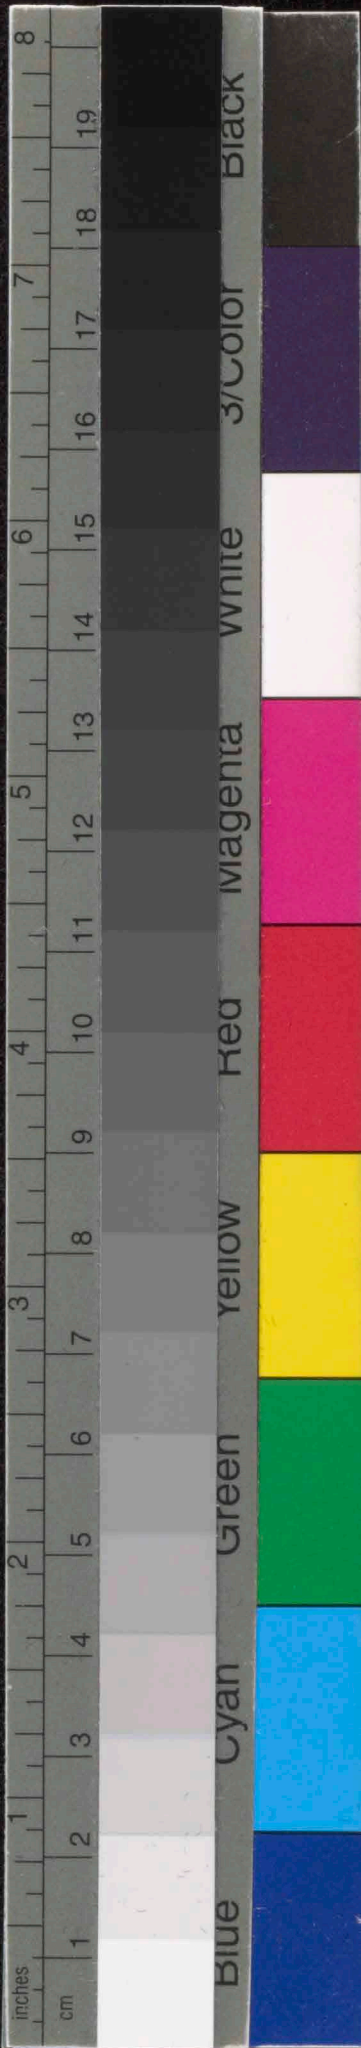 inches 1 2 3 4 5 6 7 8
cm 1 2 3 4 5 6 7 8 9 10 11 12 13 14 15 16 17 18 19
Blue Cyan Green Yellow Red Magenta White 3/Color Black